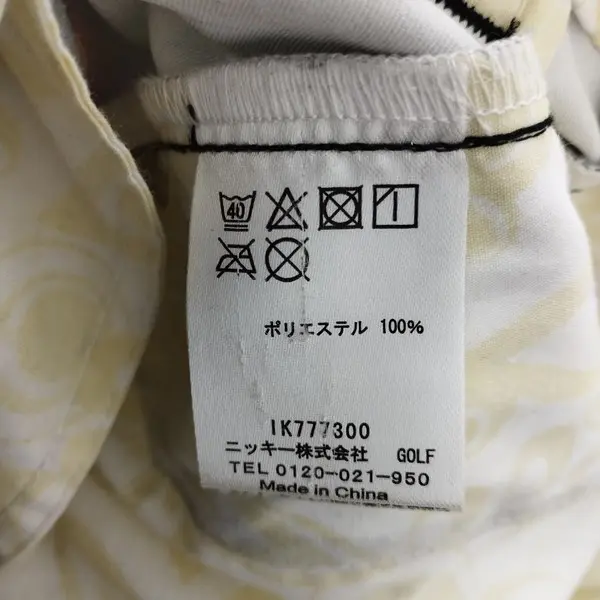 40
ポリエステル 100%
IK777300
ニッキー株式会社 GOLF
TEL 0120-021-950
Made in China